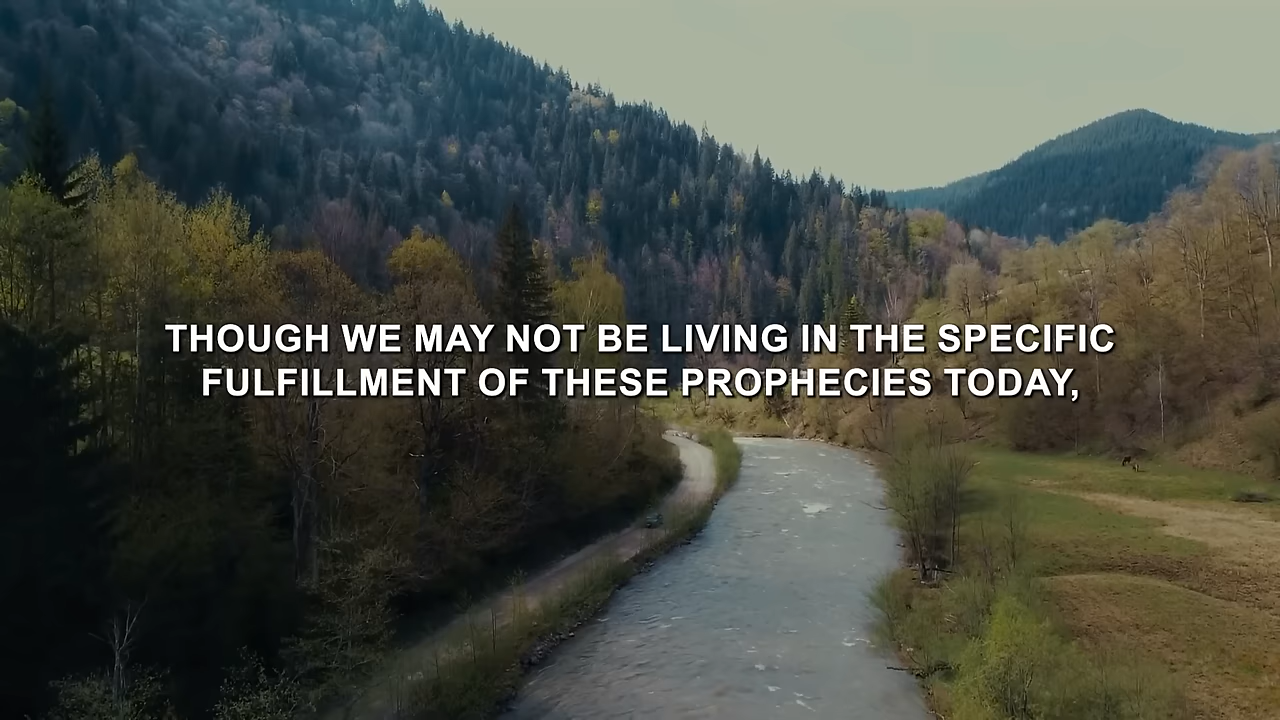 THOUGH WE MAY NOT BE LIVING IN THE SPECIFIC
FULFILLMENT OF THESE PROPHECIES TODAY,